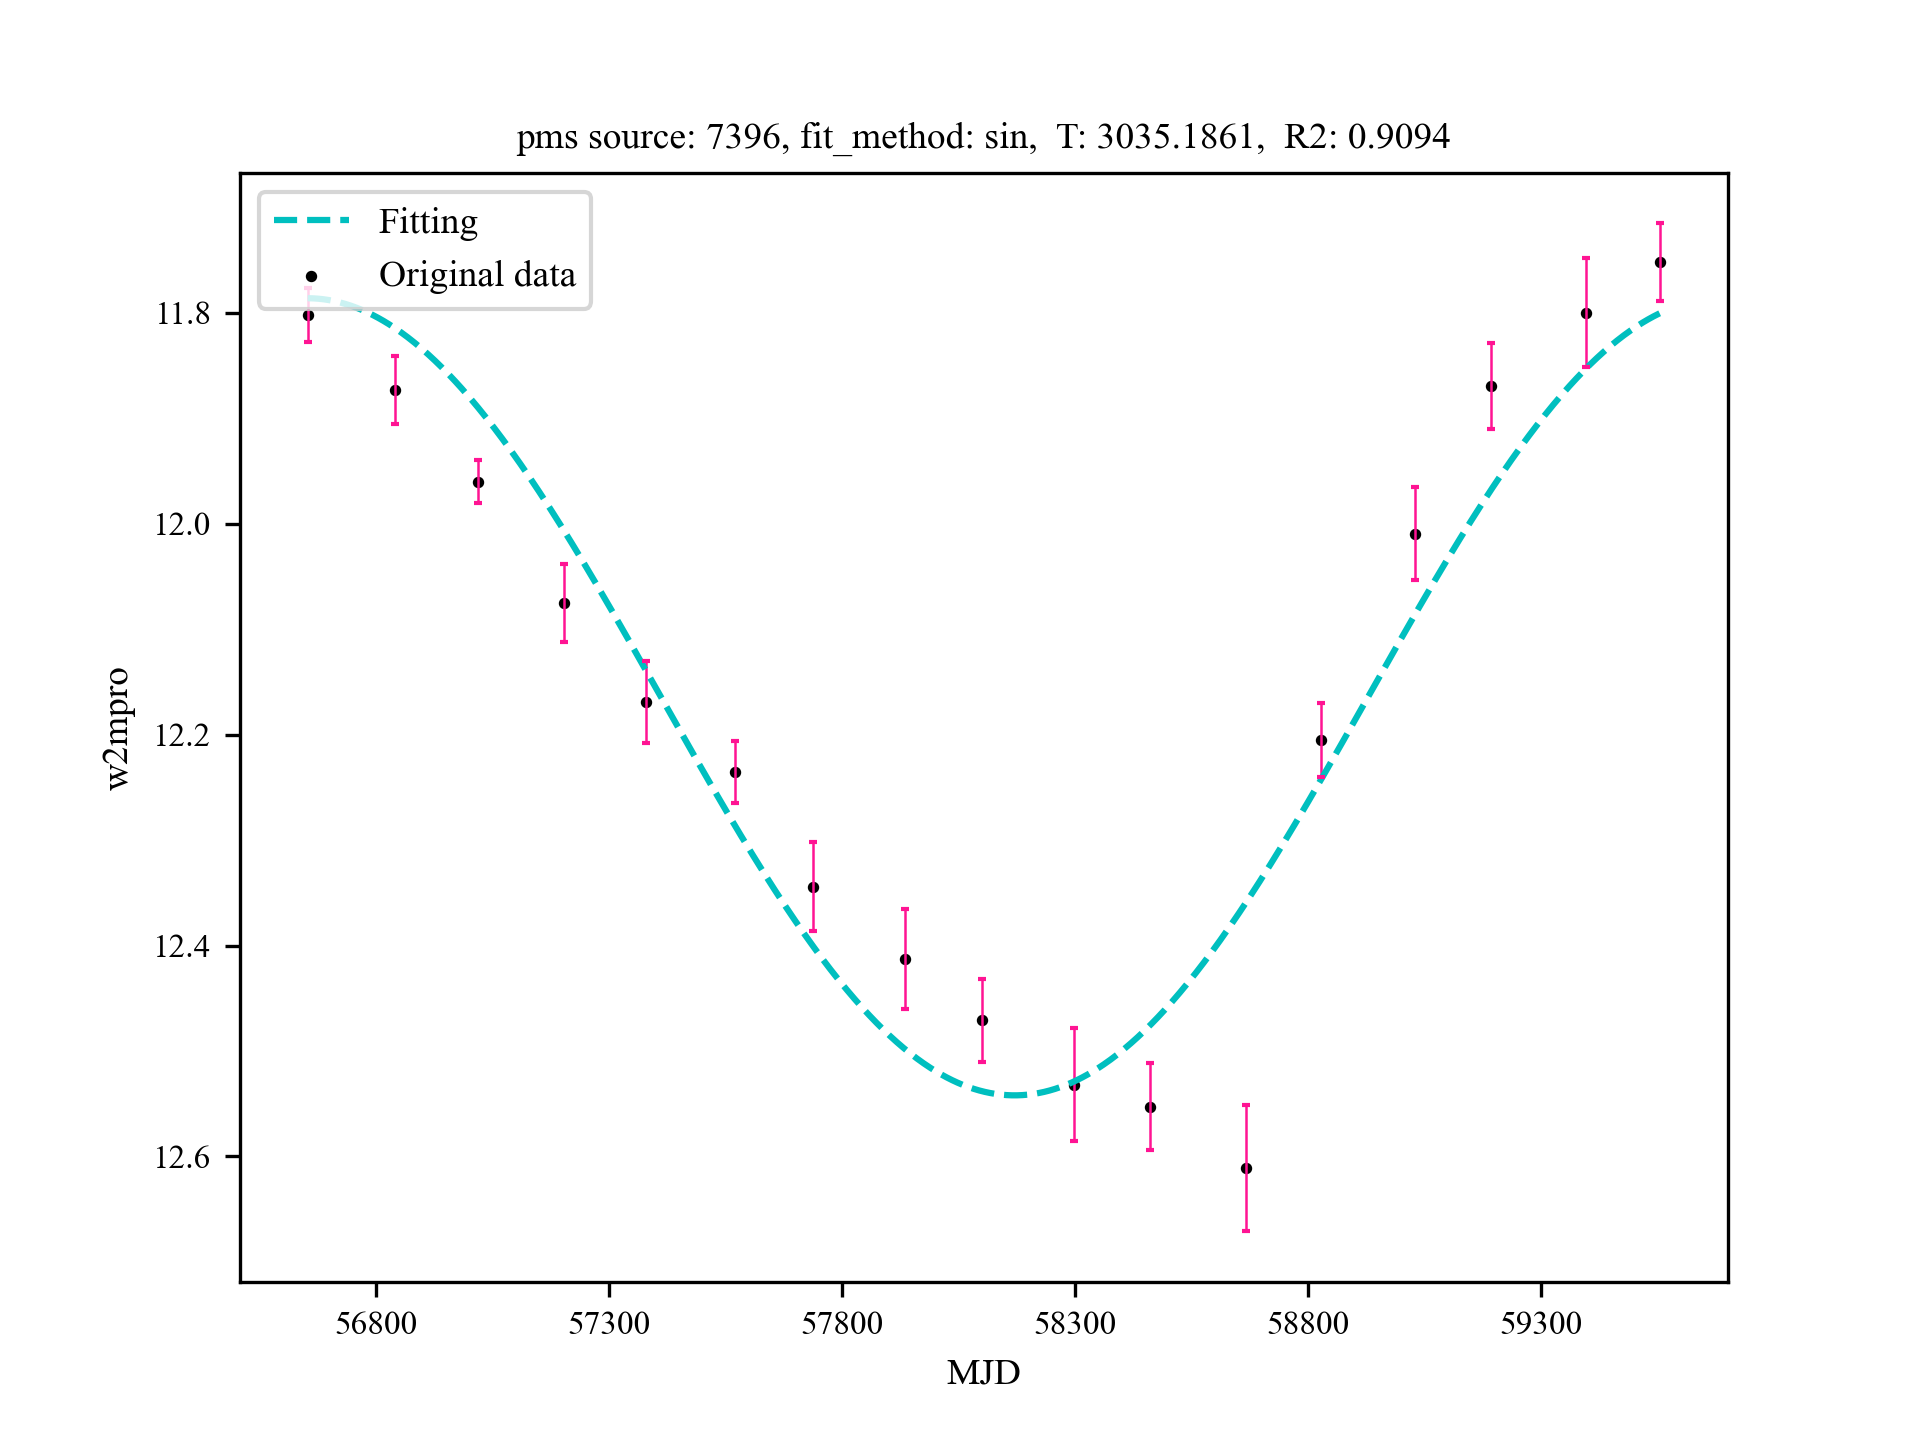 pms source: 7396, fit_method: sin,  T: 3035.1861,  R2: 0.9094
Fitting
Original data
11.8
12.0
12.2
12.4
12.6
w2mpro
56800 57300 57800 58300 58800 59300
MJD